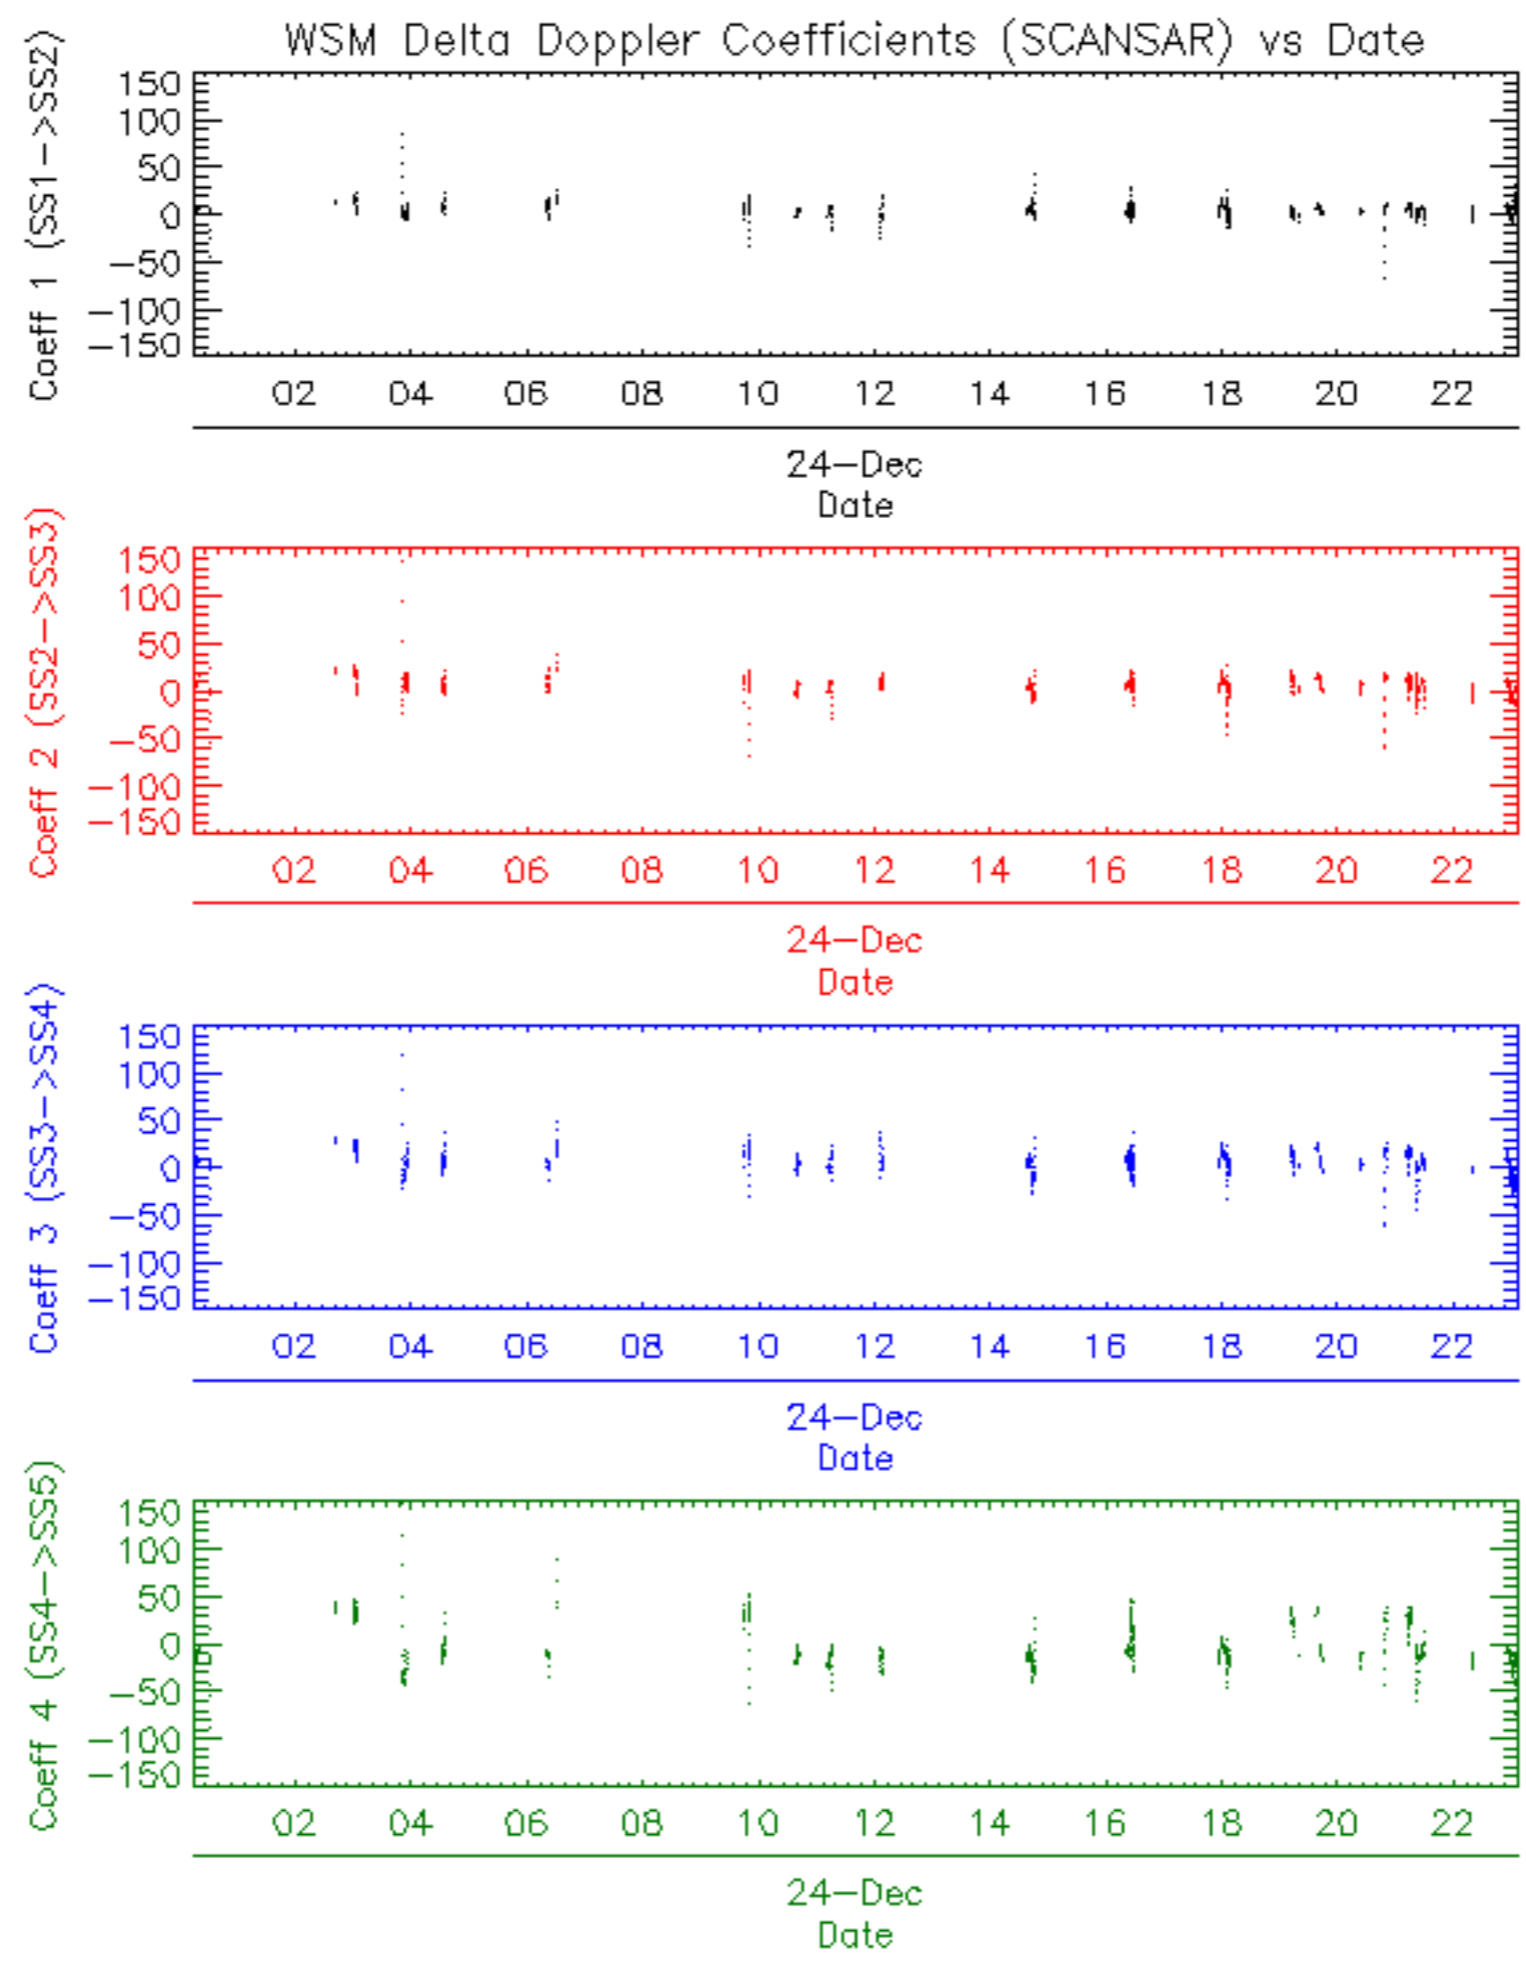 WSM Delta Doppler Coefficients (SCANSAR) vs Date
Coeff 1 (SS1->SS2)
150
100
50
0
-50
-100
-150
02 04 06 08 10 12 14 16 18 20 22
24-Dec
Date
Coeff 2 (SS2->SS3)
150
100
50
0
-50
-100
-150
02 04 06 08 10 12 14 16 18 20 22
24-Dec
Date
Coeff 3 (SS3->SS4)
150
100
50
0
-50
-100
-150
02 04 06 08 10 12 14 16 18 20 22
24-Dec
Date
Coeff 4 (SS4->SS5)
150
100
50
0
-50
-100
-150
02 04 06 08 10 12 14 16 18 20 22
24-Dec
Date